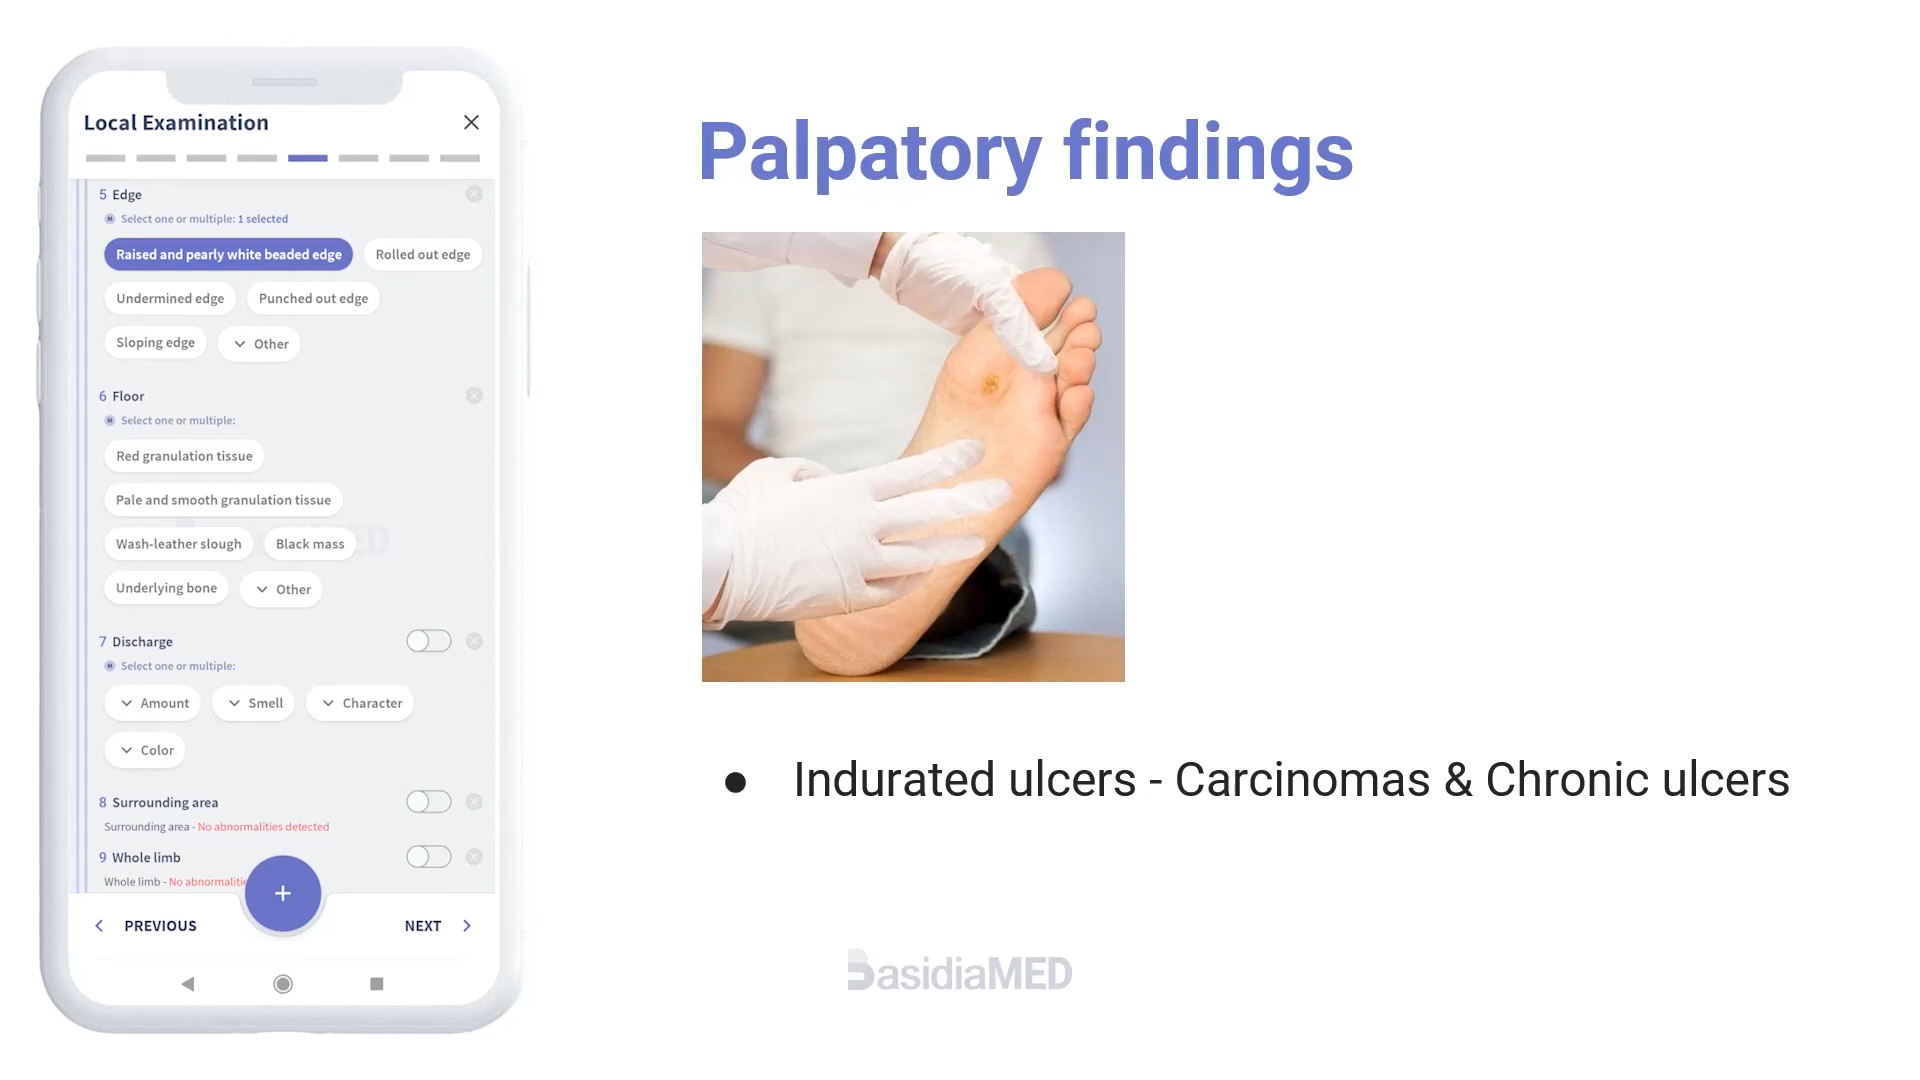 Local Examination
5 Edge
Select one or multiple: 1 selected
Raised and pearly white beaded edge
Rolled out edge
Undermined edge
Punched out edge
Sloping edge
Other
6 Floor
Select one or multiple:
Red granulation tissue
Pale and smooth granulation tissue
Wash-leather slough
Black mass
Underlying bone
Other
7 Discharge
Select one or multiple:
Amount
Smell
Character
Color
8 Surrounding area
Surrounding area - No abnormalities detected
9 Whole limb
Whole limb - No
PREVIOUS
NEXT
Palpatory findings
● Indurated ulcers - Carcinomas & Chronic ulcers
BasidiaMED